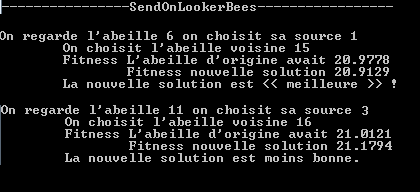 ----------------SendOnLookerBees-----------------
On regarde l'abeille 6 on choisit sa source 1
On choisit l'abeille voisine 15
Fitness L'abeille d'origine avait 20.9778
Fitness nouvelle solution 20.9129
La nouvelle solution est << meilleure >> !
On regarde l'abeille 11 on choisit sa source 3
On choisit l'abeille voisine 16
Fitness L'abeille d'origine avait 21.0121
Fitness nouvelle solution 21.1794
La nouvelle solution est moins bonne.